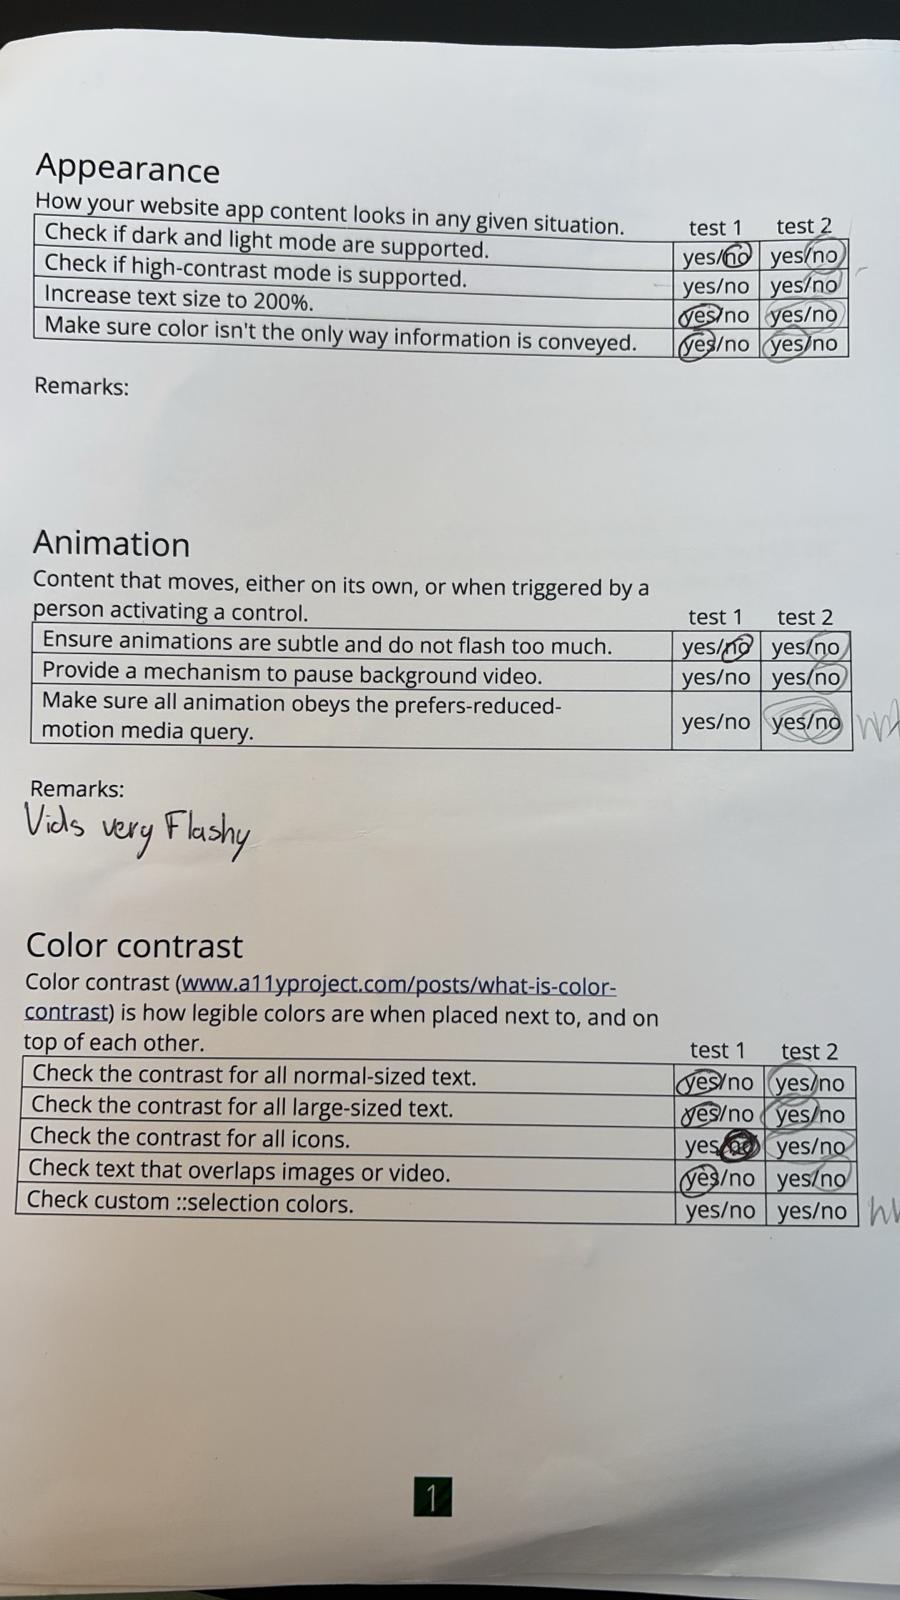 Appearance
How your website app content looks in any given situation. test 1 test 2
Check if dark and light mode are supported. yes/no yes/no
Check if high-contrast mode is supported. yes/no yes/no
Increase text size to 200%. yes/no yes/no
Make sure color isn't the only way information is conveyed. yes/no yes/no
Remarks:
Animation
Content that moves, either on its own, or when triggered by a
person activating a control. test 1 test 2
Ensure animations are subtle and do not flash too much. yes/no yes/no
Provide a mechanism to pause background video. yes/no yes/no
Make sure all animation obeys the prefers-reduced-
motion media query. yes/no yes/no
Remarks:
Vids very Flashy
Color contrast
Color contrast (www.a11yproject.com/posts/what-is-color-
contrast) is how legible colors are when placed next to, and on
top of each other. test 1 test 2
Check the contrast for all normal-sized text. yes/no yes/no
Check the contrast for all large-sized text. yes/no yes/no
Check the contrast for all icons. yes/no yes/no
Check text that overlaps images or video. yes/no yes/no
Check custom ::selection colors. yes/no yes/no
1